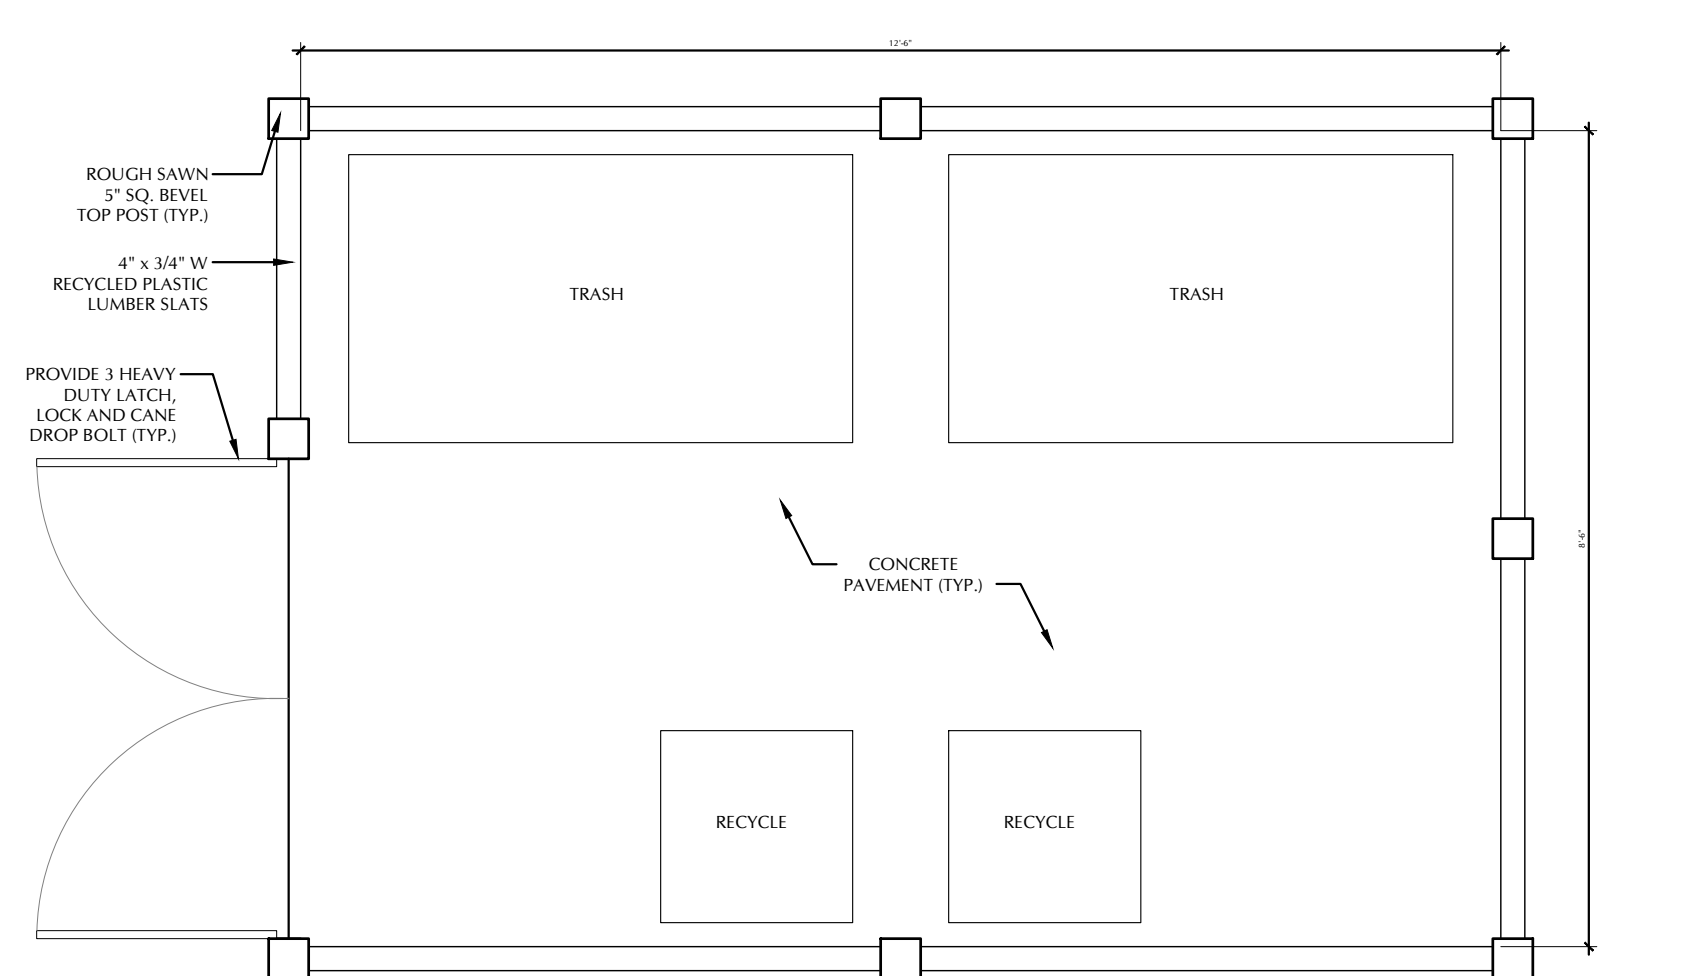 12'-6"
ROUGH SAWN
5" SQ. BEVEL
TOP POST (TYP.)
4" x 3/4" W
RECYCLED PLASTIC
LUMBER SLATS
TRASH
TRASH
PROVIDE 3 HEAVY
DUTY LATCH,
LOCK AND CANE
DROP BOLT (TYP.)
8'-6"
CONCRETE
PAVEMENT (TYP.)
RECYCLE
RECYCLE